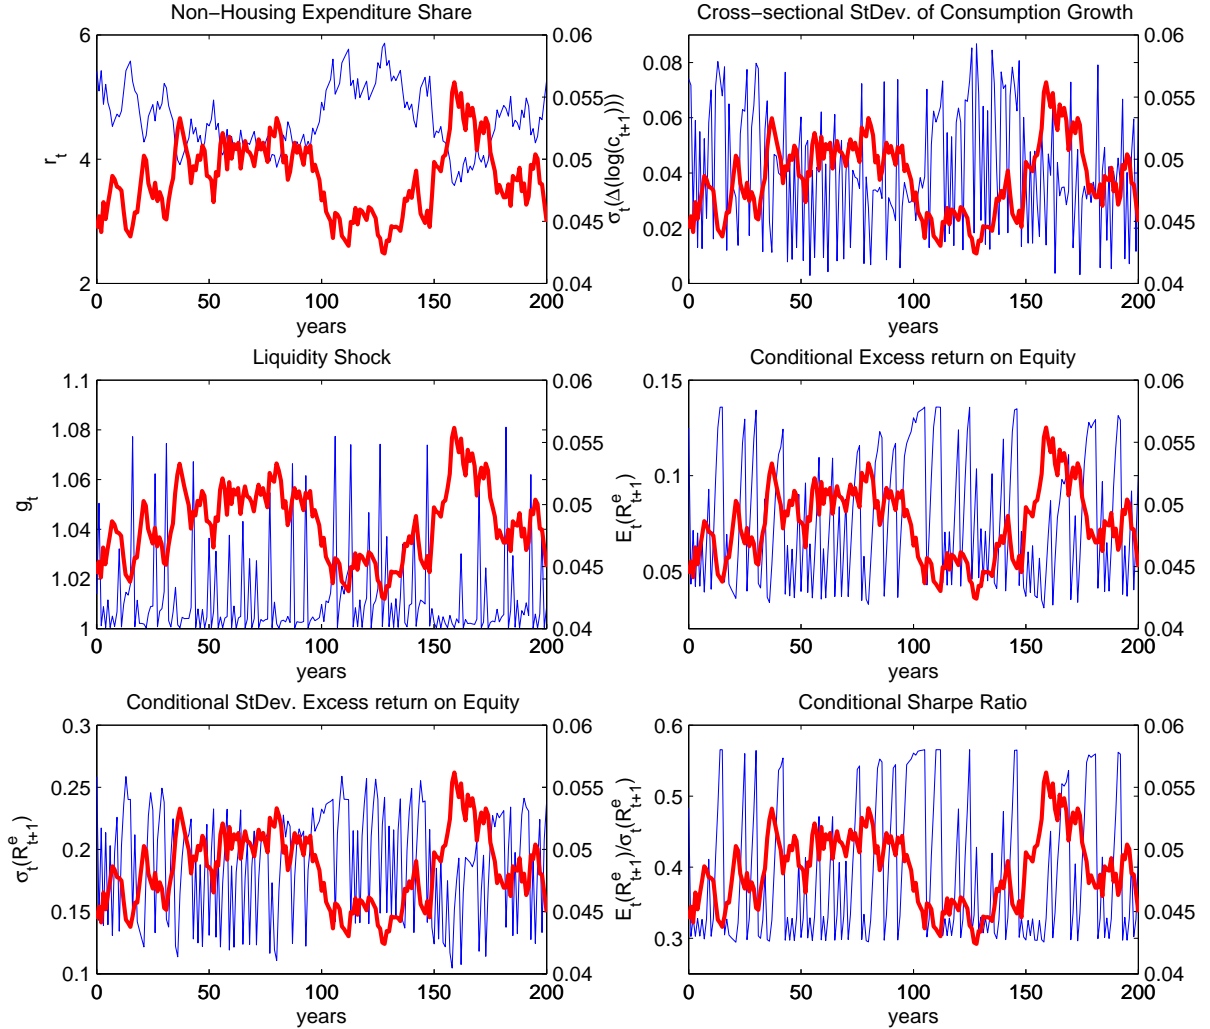 Non−Housing Expenditure Share
6
4
2
r_t
0.06
0.055
0.05
0.045
0.04
0 50 100 150 200
years
Cross−sectional StDev. of Consumption Growth
0.08
0.06
0.04
0.02
0
σ_t(Δ(log(c_{t+1})))
0.06
0.055
0.05
0.045
0.04
0 50 100 150 200
years
Liquidity Shock
1.1
1.08
1.06
1.04
1.02
1
g_t
0.06
0.055
0.05
0.045
0.04
0 50 100 150 200
years
Conditional Excess return on Equity
0.15
0.1
0.05
E_t(R^e_{t+1})
0.06
0.055
0.05
0.045
0.04
0 50 100 150 200
years
Conditional StDev. Excess return on Equity
0.3
0.25
0.2
0.15
0.1
σ_t(R^e_{t+1})
0.06
0.055
0.05
0.045
0.04
0 50 100 150 200
years
Conditional Sharpe Ratio
0.6
0.5
0.4
0.3
E_t(R^e_{t+1})/σ_t(R^e_{t+1})
0.06
0.055
0.05
0.045
0.04
0 50 100 150 200
years